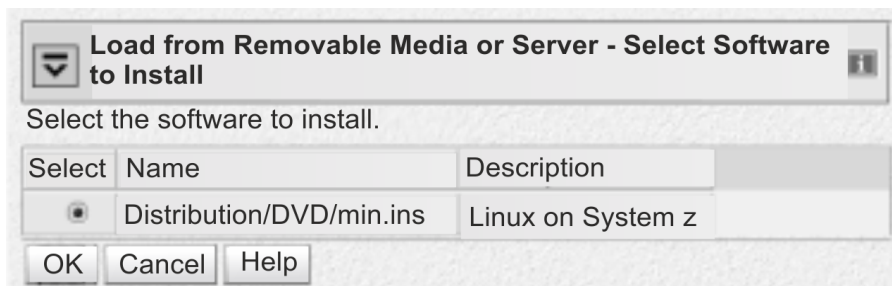 Load from Removable Media or Server - Select Software
to Install
Select the software to install.
Select Name Description
Distribution/DVD/min.ins Linux on System z
OK Cancel Help